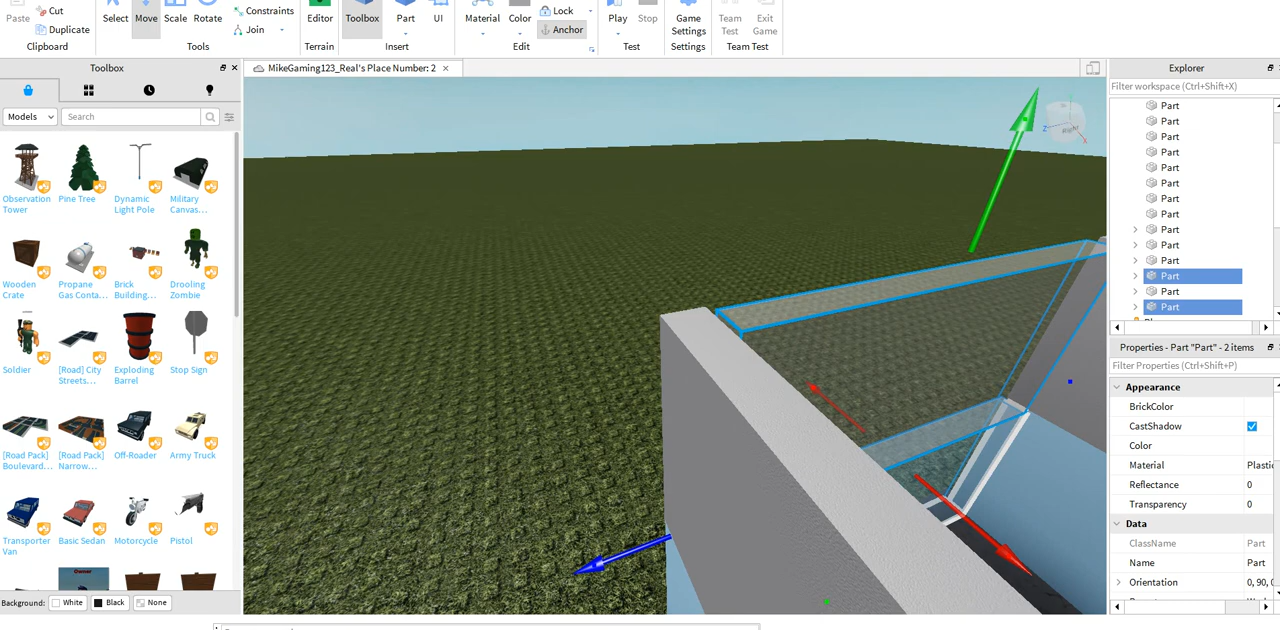 Paste
Cut
Duplicate
Clipboard
Select
Move
Scale
Rotate
Constraints
Join
Tools
Editor
Terrain
Toolbox
Part
UI
Insert
Material
Color
Lock
Anchor
Edit
Play
Stop
Test
Game Settings
Settings
Team Test
Exit Game
Team Test
Toolbox
MikeGaming123_Real's Place Number: 2
Explorer
Filter workspace (Ctrl+Shift+X)
Models
Search
Observation Tower
Pine Tree
Dynamic Light Pole
Military Canvas...
Wooden Crate
Propane Gas Conta...
Brick Building...
Drooling Zombie
Soldier
[Road] City Streets...
Exploding Barrel
Stop Sign
[Road Pack] Boulevard...
[Road Pack] Narrow...
Off-Roader
Army Truck
Transporter Van
Basic Sedan
Motorcycle
Pistol
Background:
White
Black
None
Right
Z
X
Part
Part
Part
Part
Part
Part
Part
Part
Part
Part
Part
Part
Part
Part
Properties - Part "Part" - 2 items
Filter Properties (Ctrl+Shift+P)
Appearance
BrickColor
CastShadow
Color
Material Plastic
Reflectance 0
Transparency 0
Data
ClassName Part
Name Part
Orientation 0, 90, 0